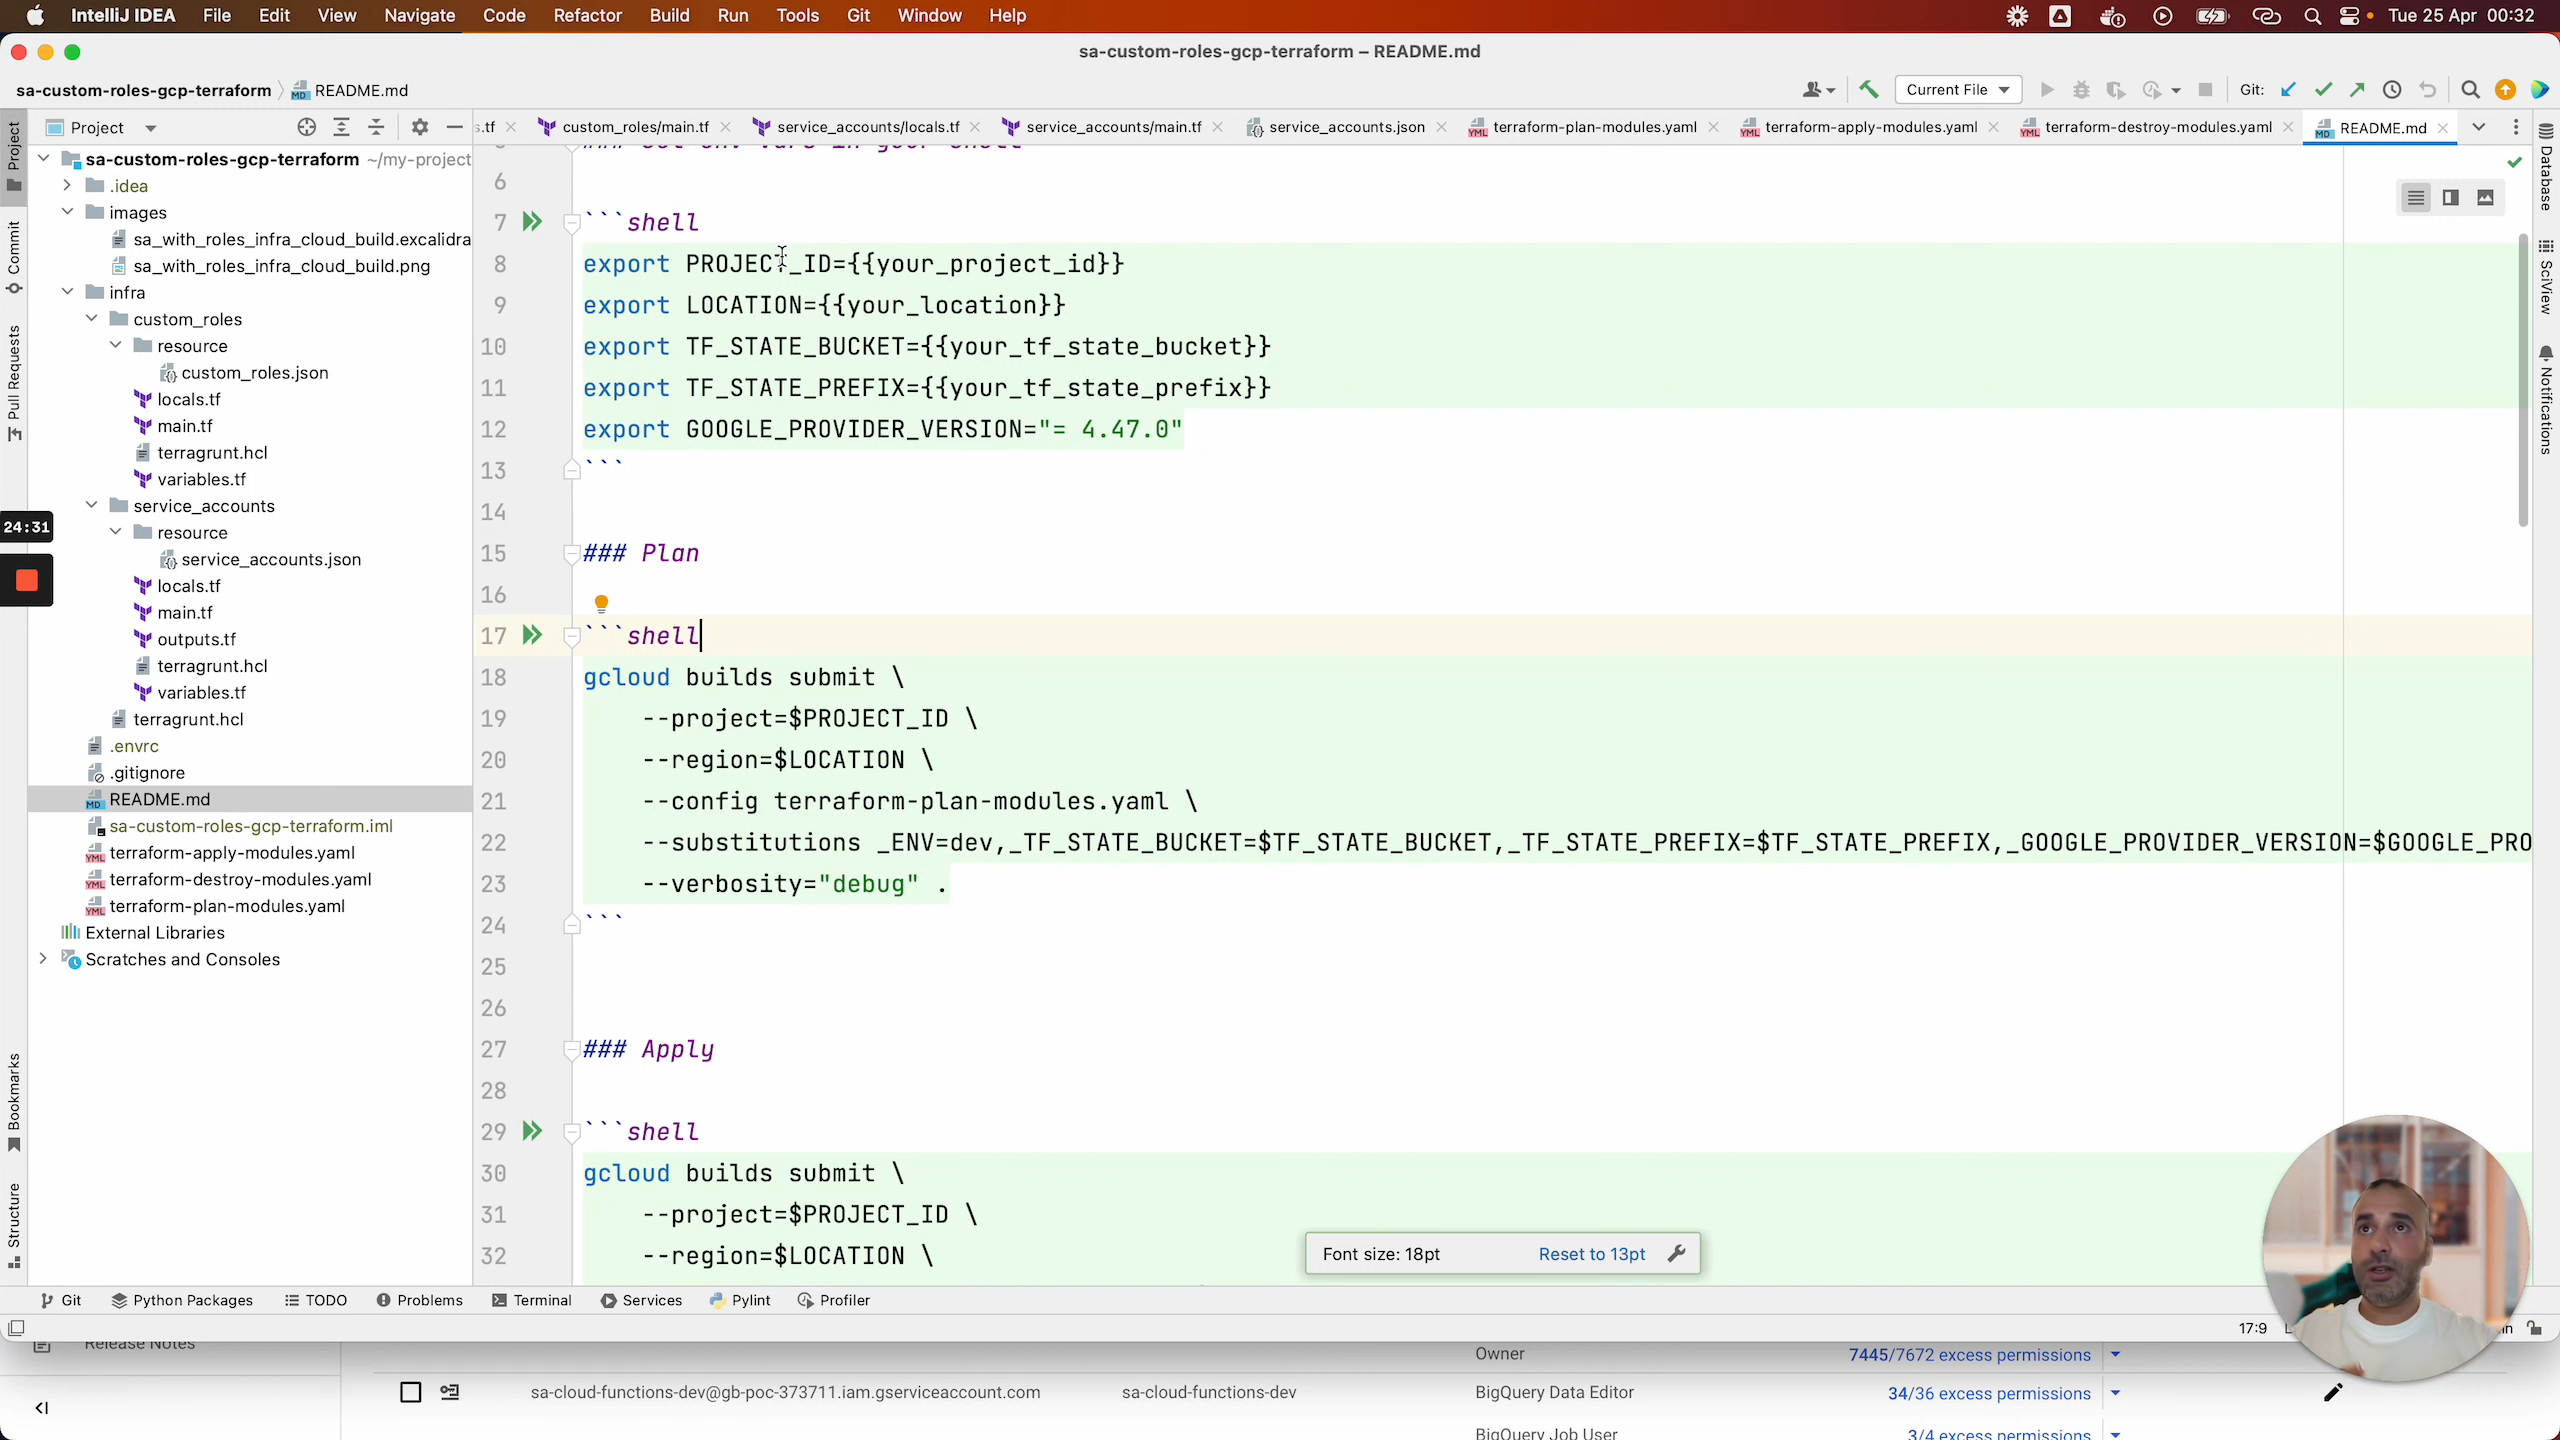 IntelliJ IDEA File Edit View Navigate Code Refactor Build Run Tools Git Window Help Tue 25 Apr 00:32
sa-custom-roles-gcp-terraform – README.md
sa-custom-roles-gcp-terraform README.md Current File Git:
Project s.tf custom_roles/main.tf service_accounts/locals.tf service_accounts/main.tf service_accounts.json terraform-plan-modules.yaml terraform-apply-modules.yaml terraform-destroy-modules.yaml README.md
Project
Commit
Pull Requests
Bookmarks
Structure
sa-custom-roles-gcp-terraform ~/my-project
.idea
images
sa_with_roles_infra_cloud_build.excalidra
sa_with_roles_infra_cloud_build.png
infra
custom_roles
resource
custom_roles.json
locals.tf
main.tf
terragrunt.hcl
variables.tf
service_accounts
resource
service_accounts.json
locals.tf
main.tf
outputs.tf
terragrunt.hcl
variables.tf
terragrunt.hcl
.envrc
.gitignore
README.md
sa-custom-roles-gcp-terraform.iml
terraform-apply-modules.yaml
terraform-destroy-modules.yaml
terraform-plan-modules.yaml
External Libraries
Scratches and Consoles
24:31
6
7 ```shell
8 export PROJECT_ID={{your_project_id}}
9 export LOCATION={{your_location}}
10 export TF_STATE_BUCKET={{your_tf_state_bucket}}
11 export TF_STATE_PREFIX={{your_tf_state_prefix}}
12 export GOOGLE_PROVIDER_VERSION="= 4.47.0"
13 ```
14
15 ### Plan
16
17 ```shell
18 gcloud builds submit \
19 --project=$PROJECT_ID \
20 --region=$LOCATION \
21 --config terraform-plan-modules.yaml \
22 --substitutions _ENV=dev,_TF_STATE_BUCKET=$TF_STATE_BUCKET,_TF_STATE_PREFIX=$TF_STATE_PREFIX,_GOOGLE_PROVIDER_VERSION=$GOOGLE_PRO
23 --verbosity="debug" .
24 ```
25
26
27 ### Apply
28
29 ```shell
30 gcloud builds submit \
31 --project=$PROJECT_ID \
32 --region=$LOCATION \
Database
SciView
Notifications
Font size: 18pt Reset to 13pt
Git Python Packages TODO Problems Terminal Services Pylint Profiler
17:9
Release Notes
Owner 7445/7672 excess permissions
sa-cloud-functions-dev@gb-poc-373711.iam.gserviceaccount.com sa-cloud-functions-dev BigQuery Data Editor 34/36 excess permissions
BigQuery Job User 3/4 excess permissions